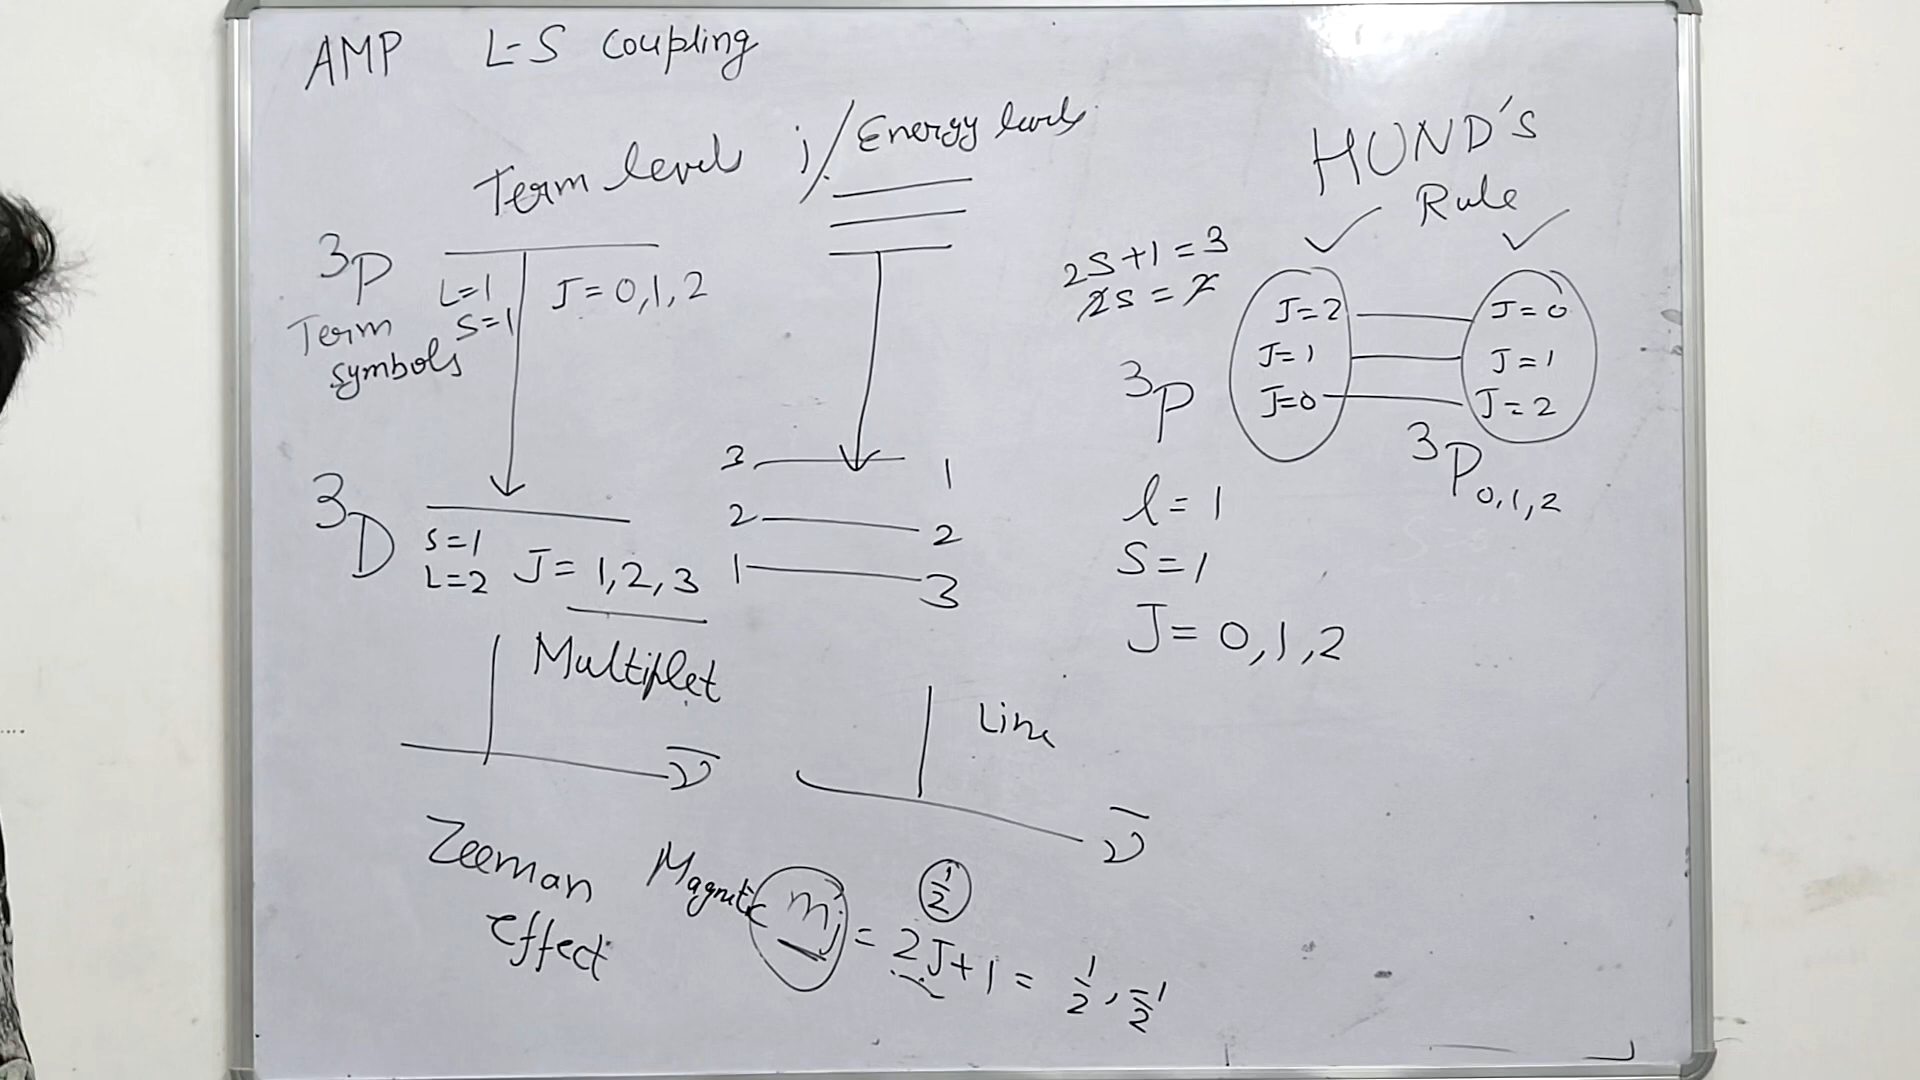 AMP L-S Coupling
Term levels ; / Energy levels
HUND'S
Rule
3P
L=1
S=1
J=0,1,2
Term
symbols
2S+1=3
2S=2
3P
J=2
J=1
J=0
J=0
J=1
J=2
3P0,1,2
l=1
S=1
J=0,1,2
3D
S=1
L=2
J=1,2,3
3 1
2 2
1 3
Multiplet
ν̄
Line
ν̄
Zeeman
effect
Magnetic mj = 2J+1 = 1/2, -1/2
1/2